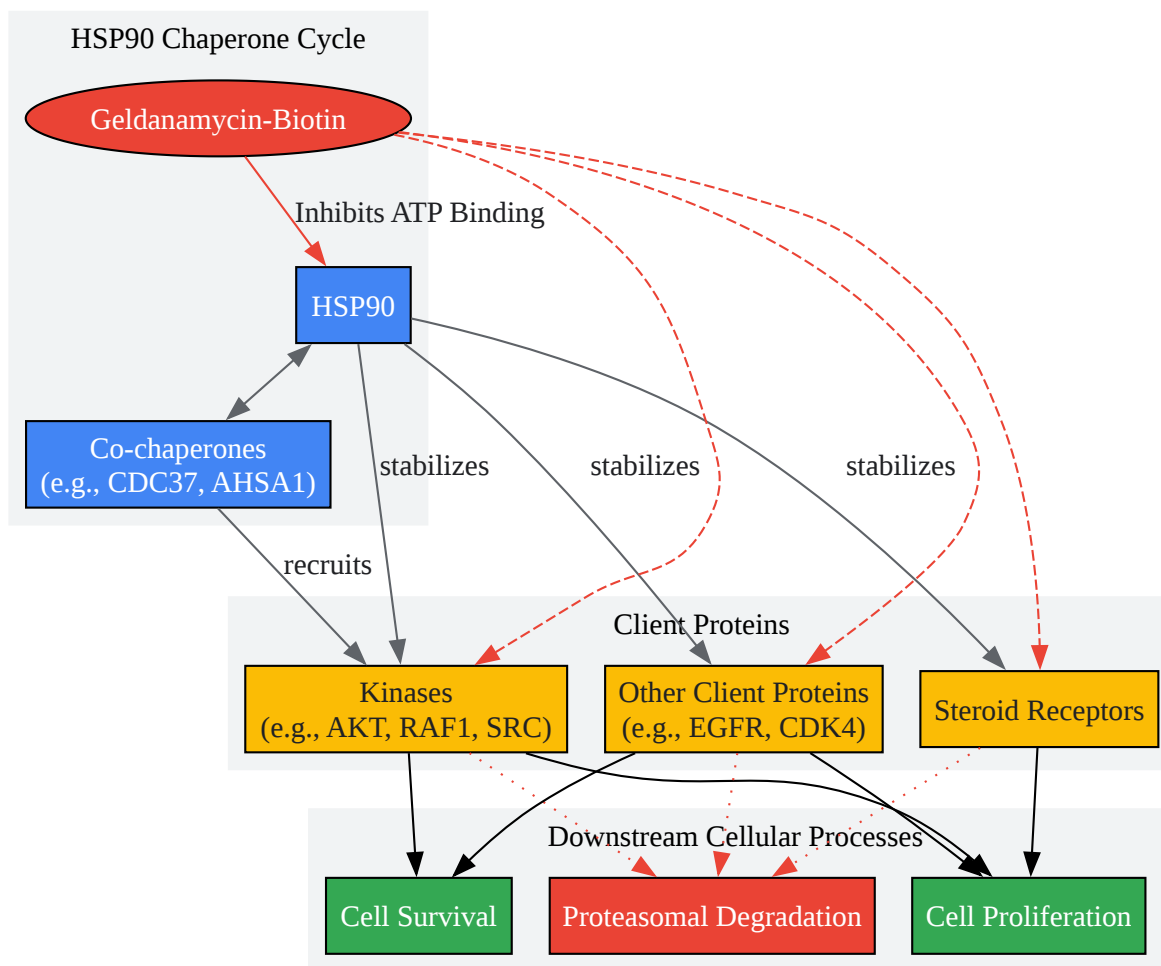 HSP90 Chaperone Cycle
Geldanamycin-Biotin
Inhibits ATP Binding
HSP90
Co-chaperones
(e.g., CDC37, AHSA1)
stabilizes
stabilizes
stabilizes
recruits
Client Proteins
Kinases
(e.g., AKT, RAF1, SRC)
Other Client Proteins
(e.g., EGFR, CDK4)
Steroid Receptors
Downstream Cellular Processes
Cell Survival
Proteasomal Degradation
Cell Proliferation